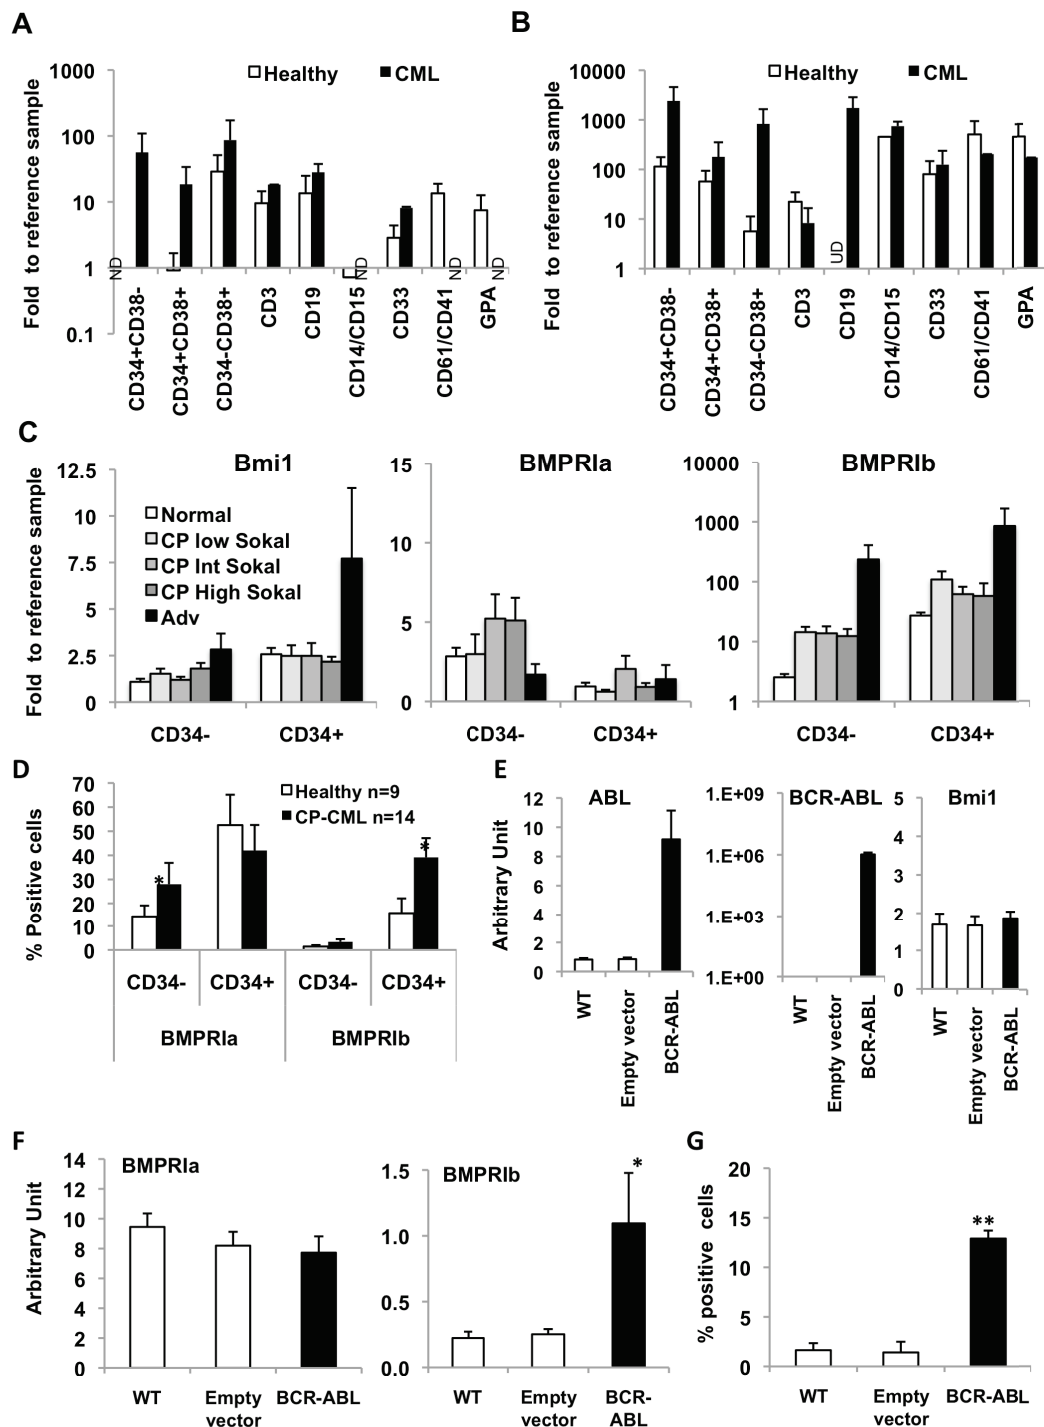 A
Fold to reference sample
1000
100
10
1
0.1
Healthy
CML
ND
ND
ND
ND
CD34+CD38-
CD34+CD38+
CD34-CD38+
CD3
CD19
CD14/CD15
CD33
CD61/CD41
GPA
B
Fold to reference sample
10000
1000
100
10
1
Healthy
CML
UD
CD34+CD38-
CD34+CD38+
CD34-CD38+
CD3
CD19
CD14/CD15
CD33
CD61/CD41
GPA
C
Fold to reference sample
Bmi1
12.5
10
7.5
5
2.5
0
Normal
CP low Sokal
CP Int Sokal
CP High Sokal
Adv
CD34-
CD34+
BMPRIa
15
10
5
0
CD34-
CD34+
BMPRIb
10000
1000
100
10
1
CD34-
CD34+
D
% Positive cells
70
60
50
40
30
20
10
0
Healthy n=9
CP-CML n=14
*
*
CD34-
CD34+
CD34-
CD34+
BMPRIa
BMPRIb
E
Arbitrary Unit
ABL
12
10
8
6
4
2
0
WT
Empty vector
BCR-ABL
BCR-ABL
1.E+09
1.E+06
1.E+03
1.E+00
WT
Empty vector
BCR-ABL
Bmi1
5
4
3
2
1
0
WT
Empty vector
BCR-ABL
F
Arbitrary Unit
BMPRIa
14
12
10
8
6
4
2
0
WT
Empty
vector
BCR-ABL
BMPRIb
1.5
1.0
0.5
0.0
*
WT
Empty
vector
BCR-
ABL
G
% positive cells
20
15
10
5
0
**
WT
Empty
vector
BCR-ABL